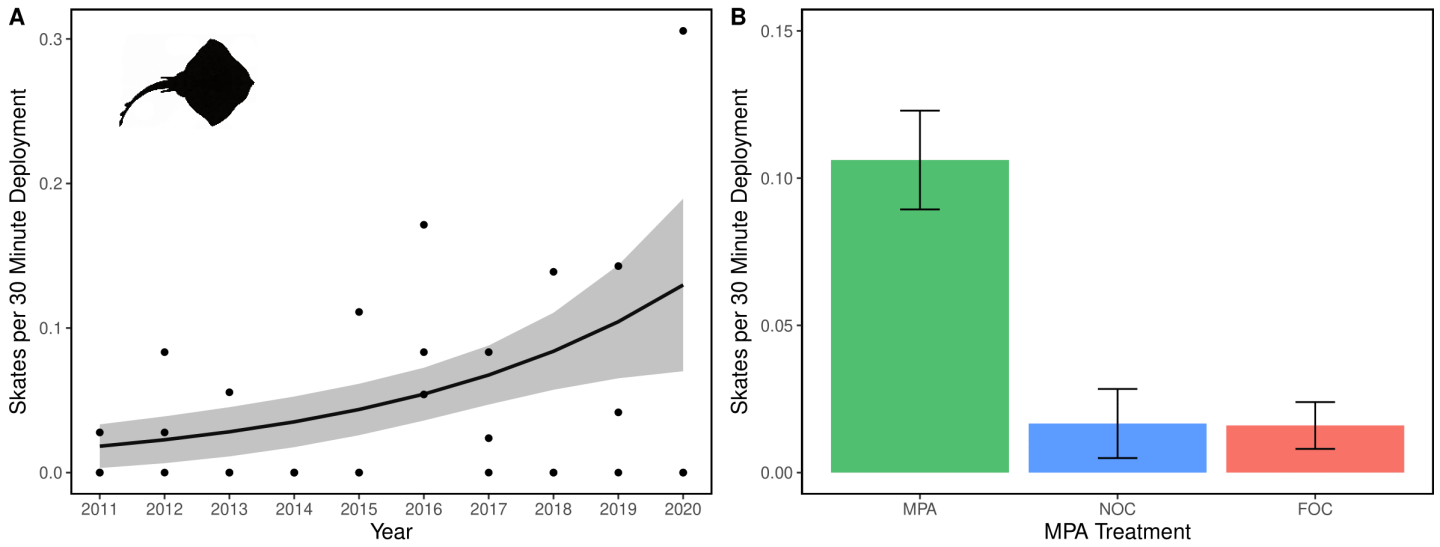 A
Skates per 30 Minute Deployment
0.3
0.2
0.1
0.0
2011 2012 2013 2014 2015 2016 2017 2018 2019 2020
Year
B
Skates per 30 Minute Deployment
0.15
0.10
0.05
0.00
MPA NOC FOC
MPA Treatment